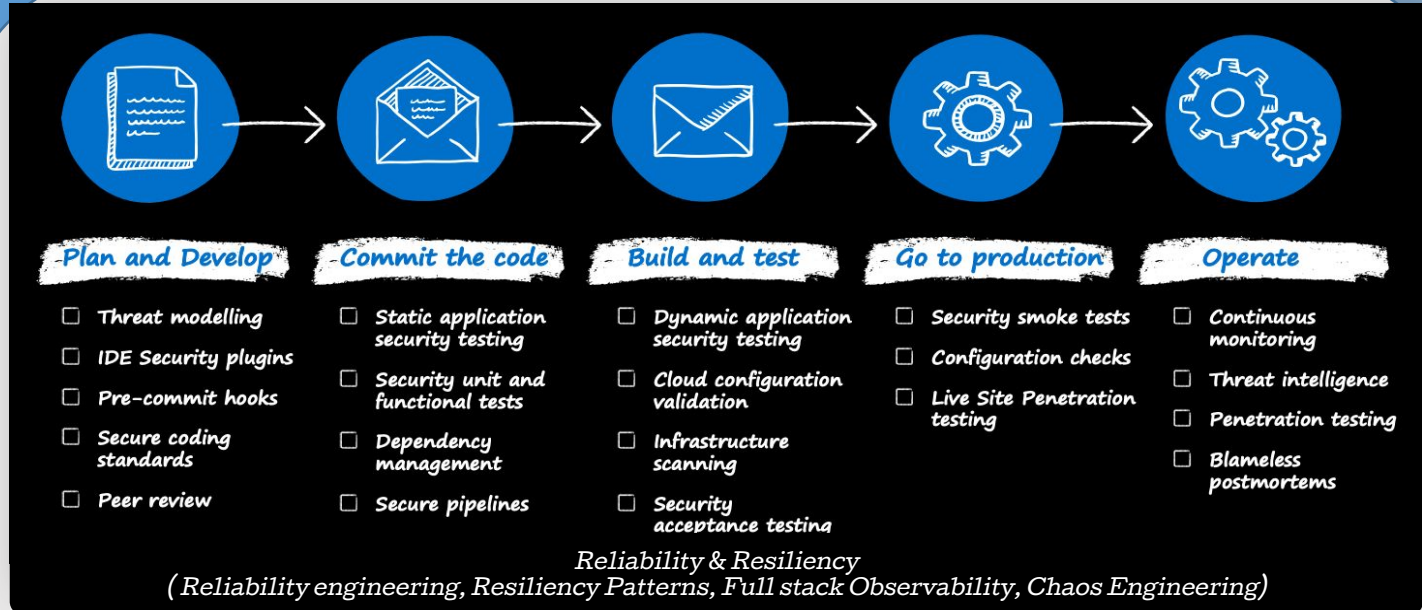 Plan and Develop
Threat modelling
IDE Security plugins
Pre-commit hooks
Secure coding
standards
Peer review
Commit the code
Static application
security testing
Security unit and
functional tests
Dependency
management
Secure pipelines
Build and test
Dynamic application
security testing
Cloud configuration
validation
Infrastructure
scanning
Security
acceptance testing
Go to production
Security smoke tests
Configuration checks
Live Site Penetration
testing
Operate
Continuous
monitoring
Threat intelligence
Penetration testing
Blameless
postmortems
Reliability & Resiliency
( Reliability engineering, Resiliency Patterns, Full stack Observability, Chaos Engineering)